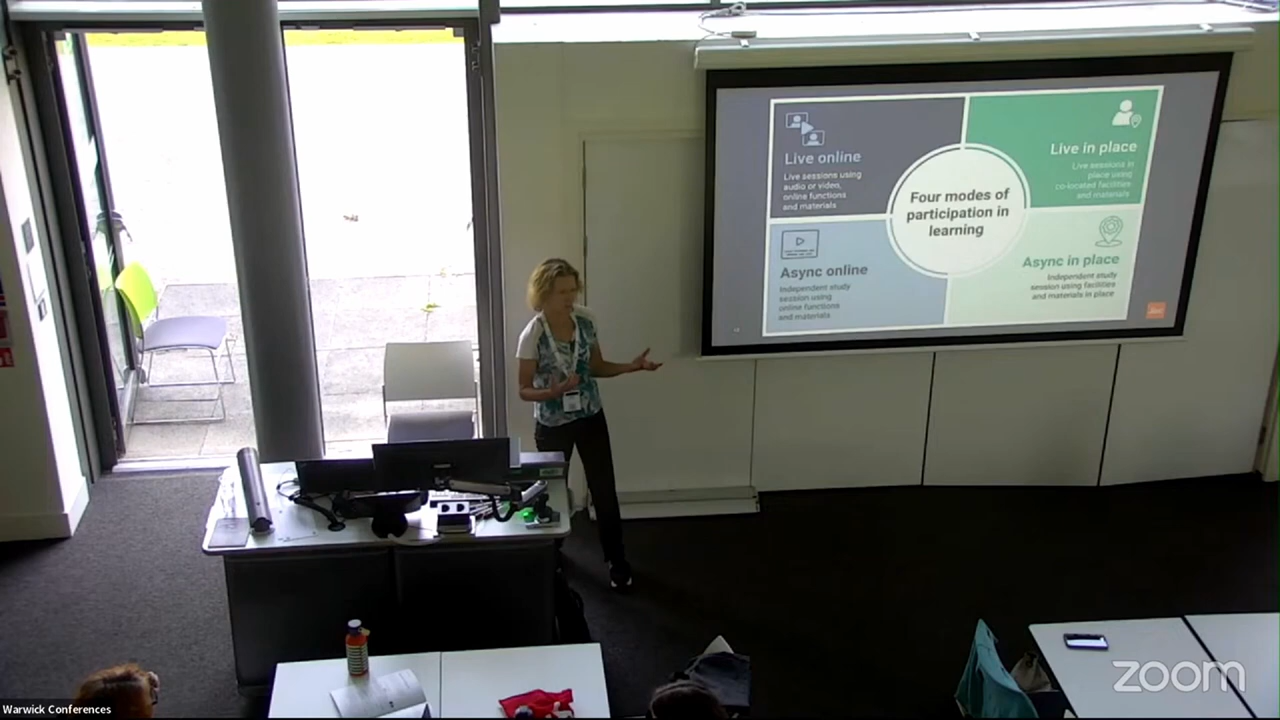 Live online
Live sessions using
audio or video,
online functions
and materials
Live in place
Live sessions in
place using
co-located facilities
and materials
Four modes of
participation in
learning
Async online
Independent study
session using
online functions
and materials
Async in place
Independent study
session using facilities
and materials in place
Warwick Conferences
zoom